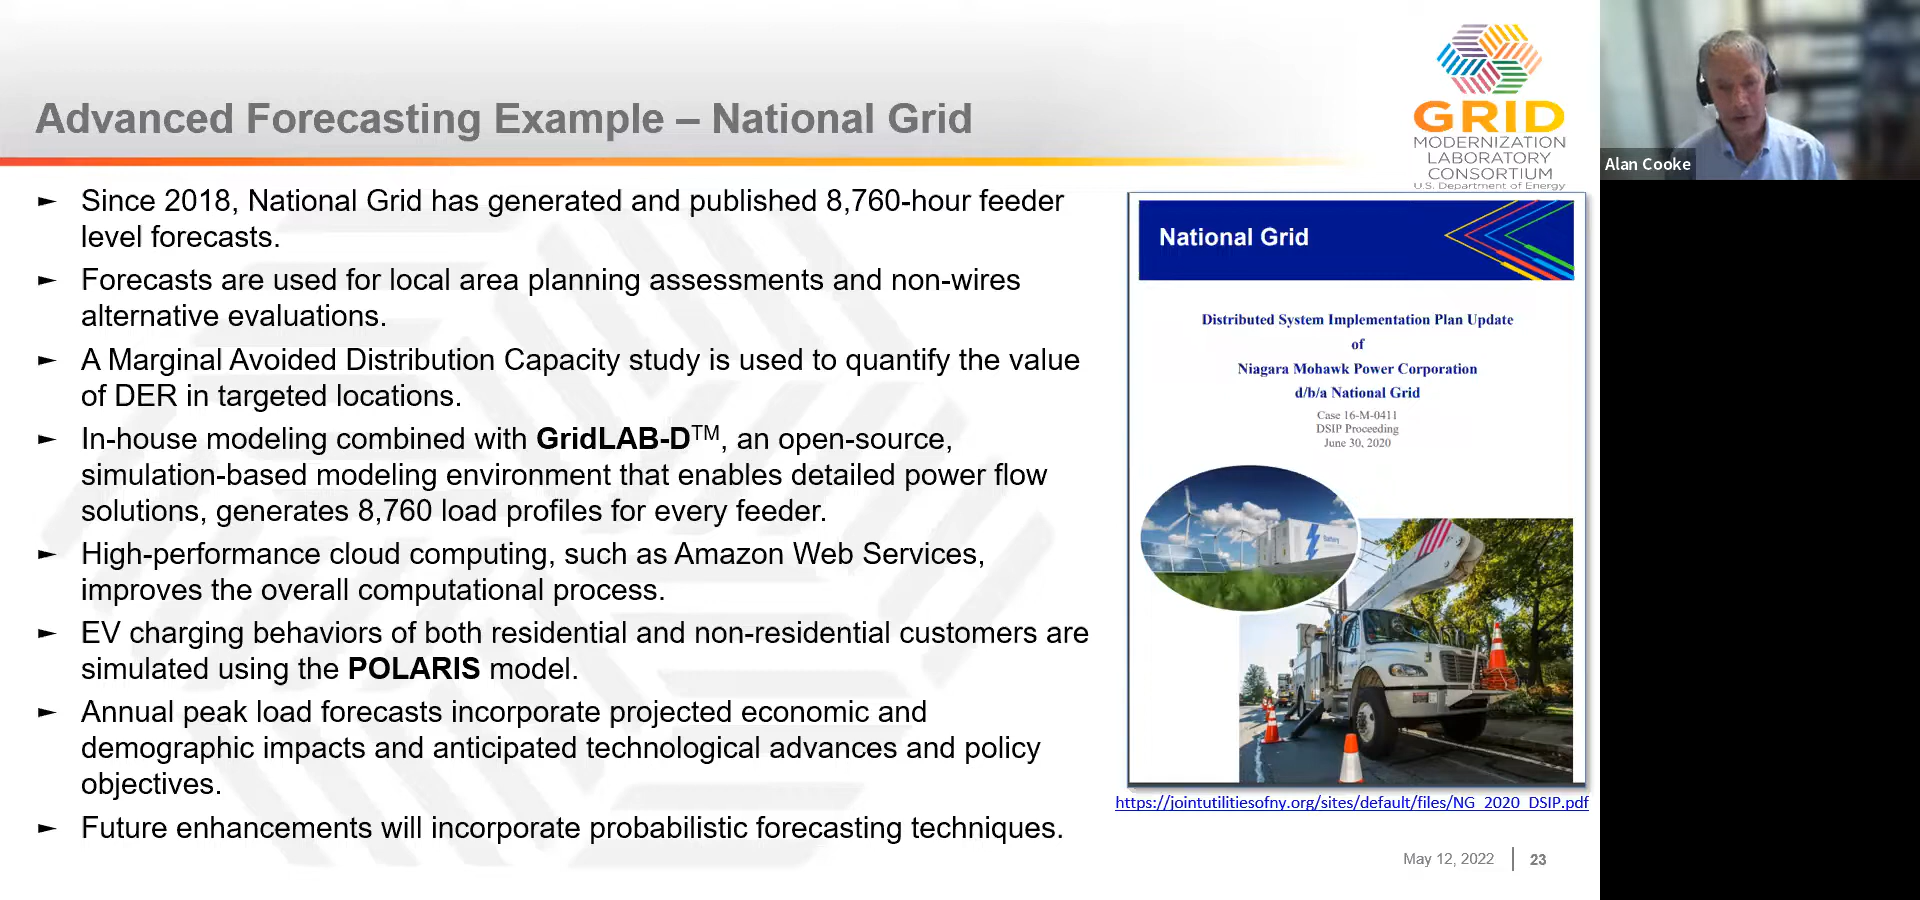 Advanced Forecasting Example – National Grid
GRID
MODERNIZATION
LABORATORY
CONSORTIUM
U.S. Department of Energy
Alan Cooke
► Since 2018, National Grid has generated and published 8,760-hour feeder
level forecasts.
► Forecasts are used for local area planning assessments and non-wires
alternative evaluations.
► A Marginal Avoided Distribution Capacity study is used to quantify the value
of DER in targeted locations.
► In-house modeling combined with GridLAB-D™, an open-source,
simulation-based modeling environment that enables detailed power flow
solutions, generates 8,760 load profiles for every feeder.
► High-performance cloud computing, such as Amazon Web Services,
improves the overall computational process.
► EV charging behaviors of both residential and non-residential customers are
simulated using the POLARIS model.
► Annual peak load forecasts incorporate projected economic and
demographic impacts and anticipated technological advances and policy
objectives.
► Future enhancements will incorporate probabilistic forecasting techniques.
National Grid
Distributed System Implementation Plan Update
of
Niagara Mohawk Power Corporation
d/b/a National Grid
Case 16-M-0411
DSIP Proceeding
June 30, 2020
Battery
https://jointutilitiesofny.org/sites/default/files/NG_2020_DSIP.pdf
May 12, 2022
23